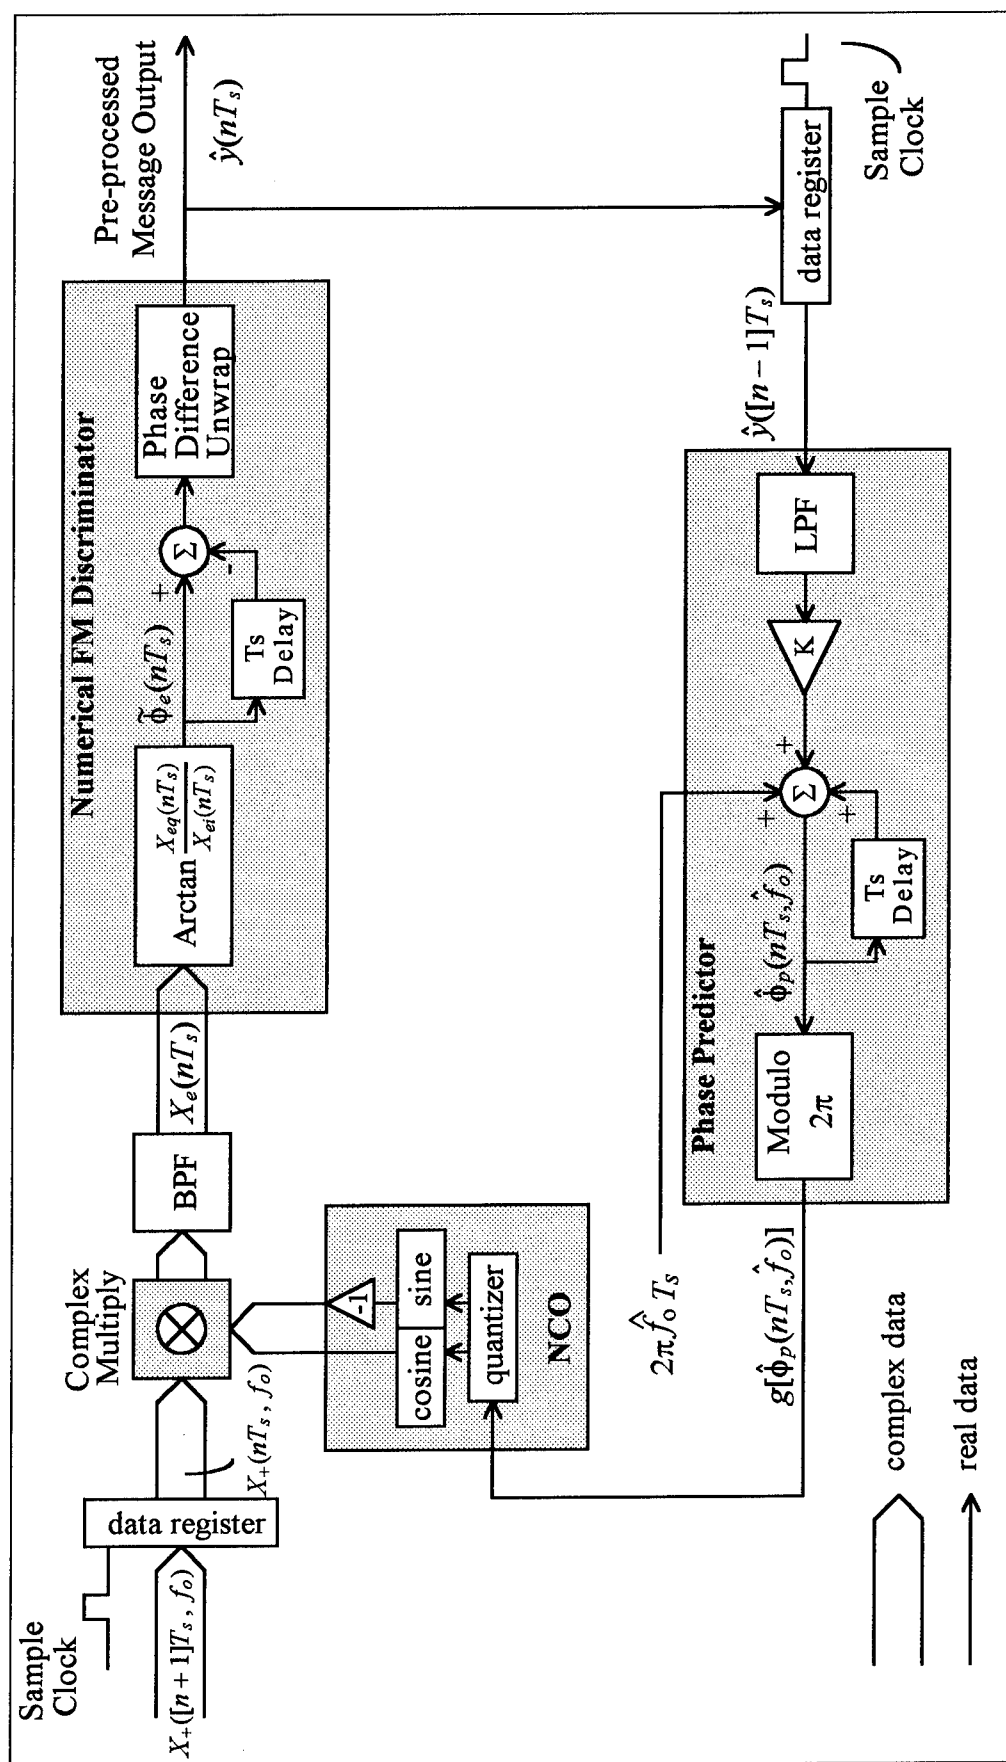 Sample
Clock
X₊([n+1]Tₛ, fₒ)
data register
X₊(nTₛ, fₒ)
Complex
Multiply
BPF
Xₑ(nTₛ)
Numerical FM Discriminator
Arctan X_eq(nTₛ) / X_ei(nTₛ)
ϕ̃ₑ(nTₛ)
+
Σ
-
Ts
Delay
Phase
Difference
Unwrap
Pre-processed
Message Output
ŷ(nTₛ)
-1
cosine
sine
quantizer
NCO
2πf̂ₒTₛ
g[ϕ̂ₚ(nTₛ,f̂ₒ)]
Phase Predictor
Modulo
2π
ϕ̂ₚ(nTₛ,f̂ₒ)
+
+
+
Σ
Ts
Delay
K
LPF
ŷ([n-1]Tₛ)
data register
Sample
Clock
complex data
real data